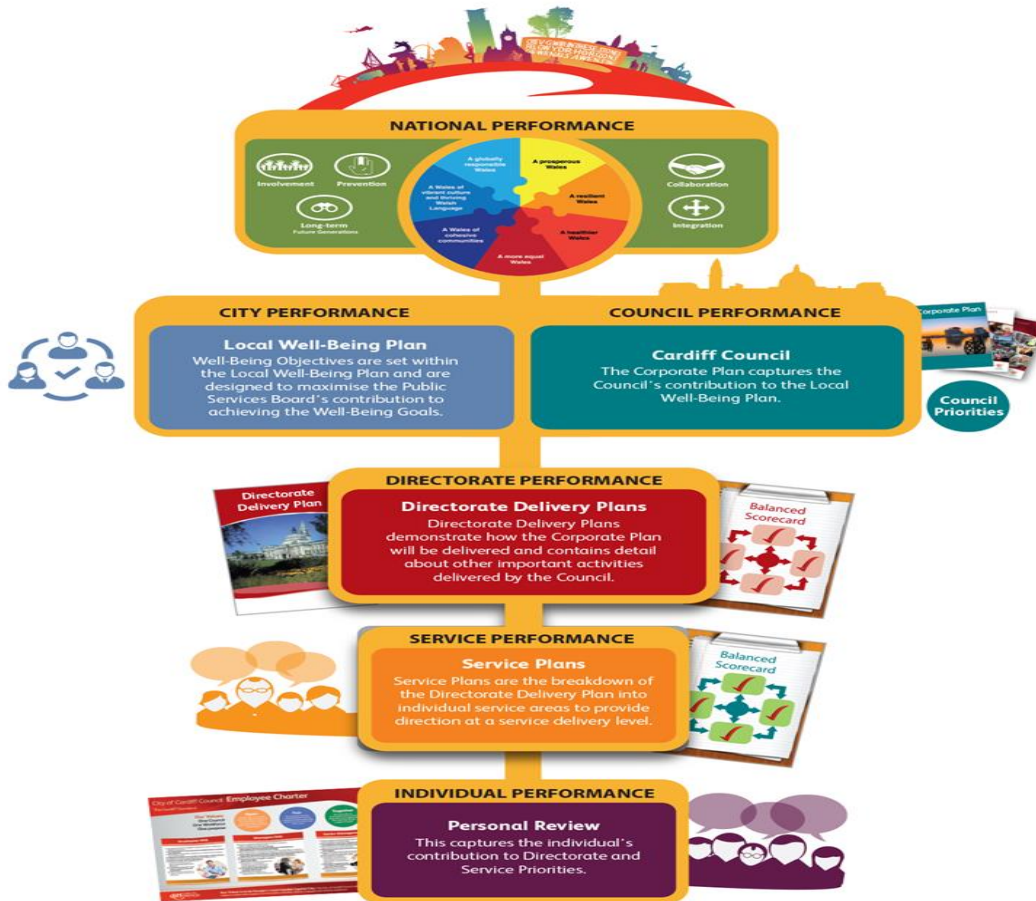 NATIONAL PERFORMANCE
Involvement
Prevention
Long-term
Future Generations
A globally
responsible
Wales
A prosperous
Wales
A Wales of
vibrant culture
and thriving
Welsh
Language
A resilient
Wales
A Wales of
cohesive
communities
A healthier
Wales
A more equal
Wales
Collaboration
Integration
CITY PERFORMANCE
Local Well-Being Plan
Well-Being Objectives are set within
the Local Well-Being Plan and are
designed to maximise the Public
Services Board's contribution to
achieving the Well-Being Goals.
COUNCIL PERFORMANCE
Cardiff Council
The Corporate Plan captures the
Council's contribution to the Local
Well-Being Plan.
Corporate Plan
Council
Priorities
DIRECTORATE PERFORMANCE
Directorate
Delivery Plan
Directorate Delivery Plans
Directorate Delivery Plans
demonstrate how the Corporate Plan
will be delivered and contains detail
about other important activities
delivered by the Council.
Balanced
Scorecard
SERVICE PERFORMANCE
Service Plans
Service Plans are the breakdown of
the Directorate Delivery Plan into
individual service areas to provide
direction at a service delivery level.
Balanced
Scorecard
INDIVIDUAL PERFORMANCE
City of Cardiff Council Employee Charter
Personal Review
This captures the individual's
contribution to Directorate and
Service Priorities.